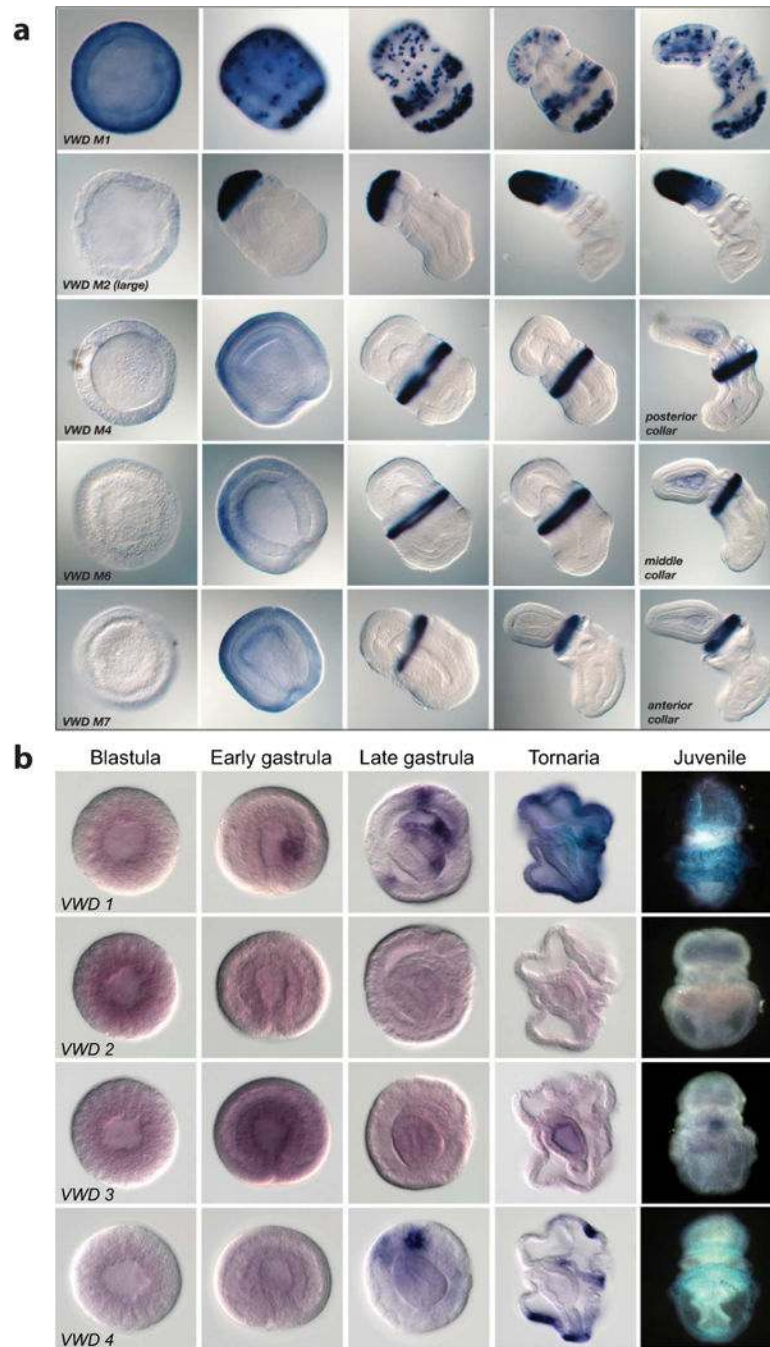 a
VWD M1
VWD M2 (large)
VWD M4
posterior
collar
VWD M6
middle
collar
VWD M7
anterior
collar
b
Blastula Early gastrula Late gastrula Tornaria Juvenile
VWD 1
VWD 2
VWD 3
VWD 4